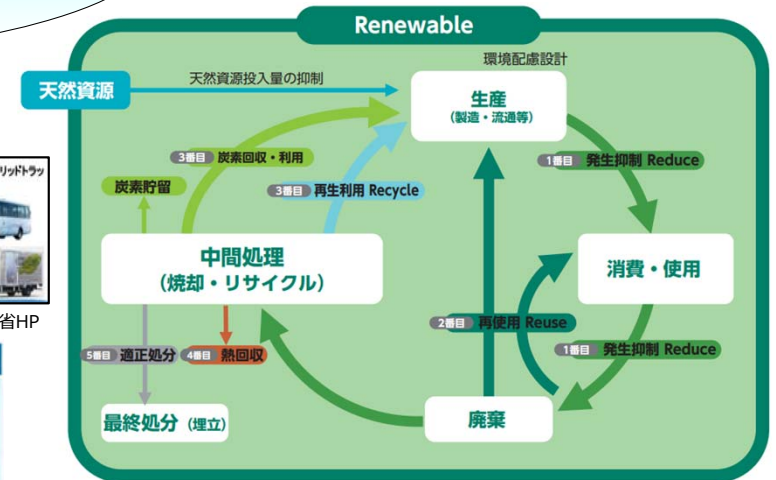 Renewable
環境配慮設計
天然資源
天然資源投入量の抑制
生産
(製造・流通等)
3番目 炭素回収・利用
1番目 発生抑制 Reduce
炭素貯留
3番目 再生利用 Recycle
中間処理
(焼却・リサイクル)
消費・使用
2番目 再使用 Reuse
5番目 適正処分
4番目 熱回収
1番目 発生抑制 Reduce
最終処分 (埋立)
廃棄
リッドトラッ
省HP